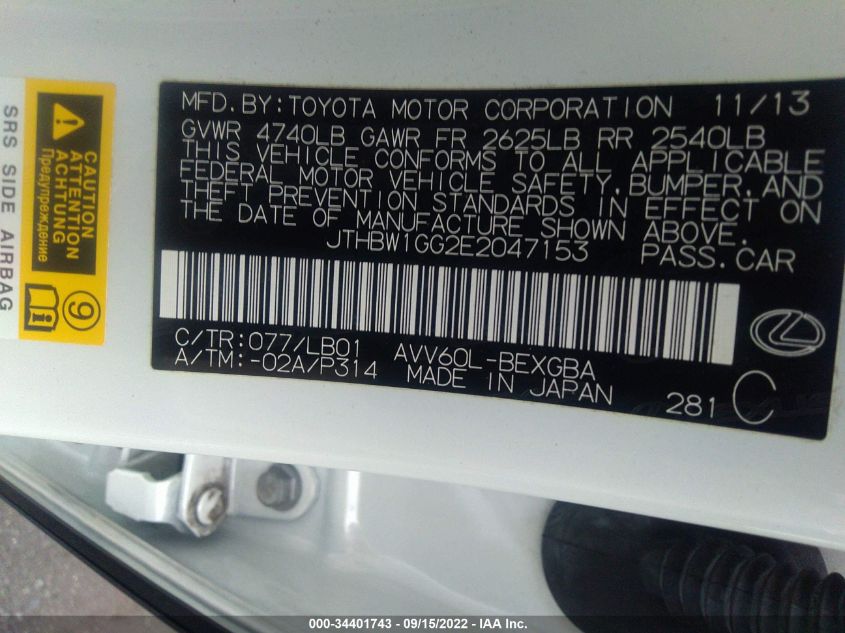 MFD.BY:TOYOTA MOTOR CORPORATION 11/13
GVWR 4740LB GAWR FR 2625LB RR 2540LB
THIS VEHICLE CONFORMS TO ALL APPLICABLE
FEDERAL MOTOR VEHICLE SAFETY, BUMPER, AND
THEFT PREVENTION STANDARDS IN EFFECT ON
THE DATE OF MANUFACTURE SHOWN ABOVE.
JTHBW1GG2E2047153 PASS.CAR
C/TR:077/LB01 AVV60L-BEXGBA
A/TM:-02A/P314 MADE IN JAPAN
281 C
SRS SIDE AIRBAG
CAUTION
ATTENTION
ACHTUNG
Предупреждение
9
000-34401743 - 09/15/2022 - IAA Inc.